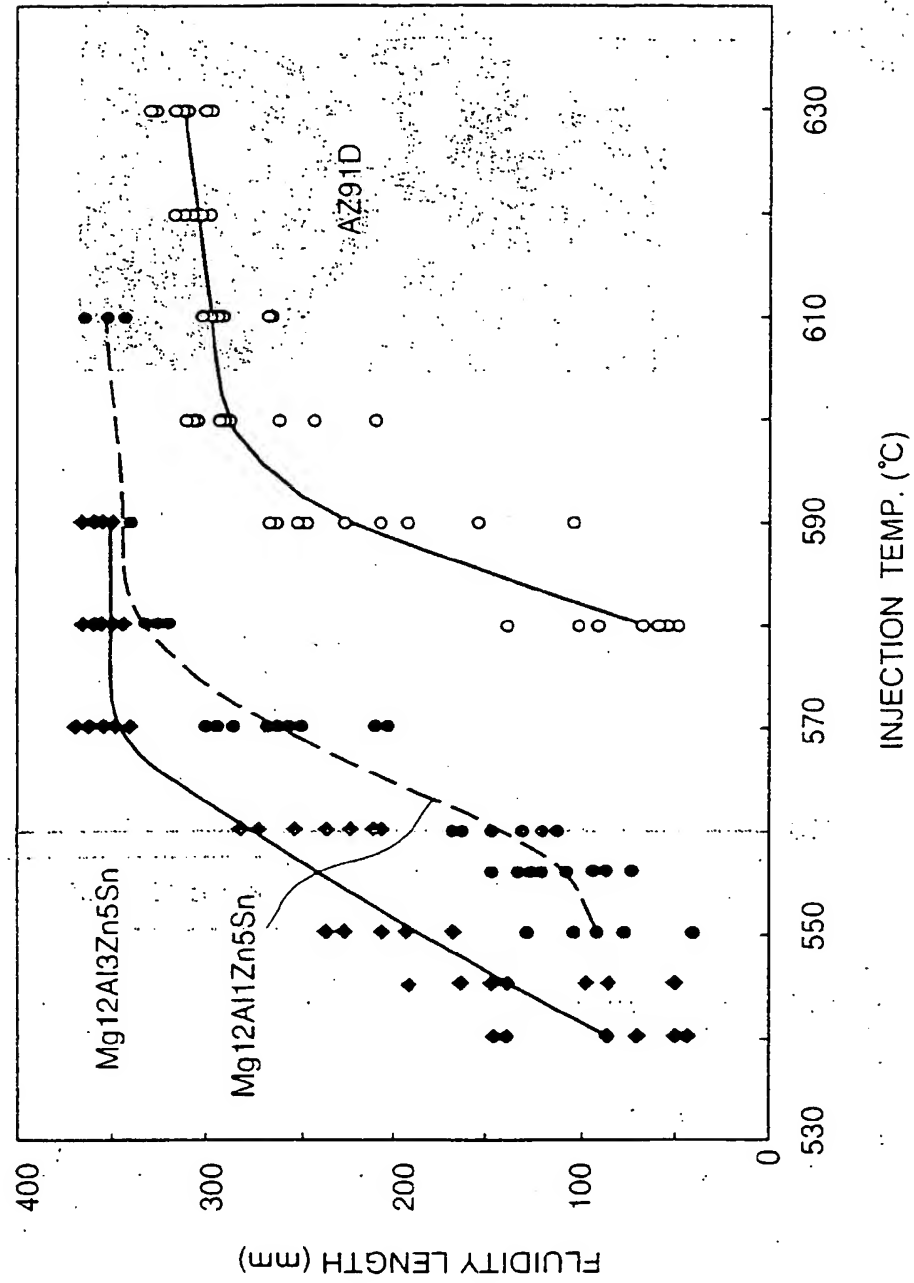 FLUIDITY LENGTH (mm)
400
300
200
100
0
Mg12Al3Zn5Sn
Mg12Al1Zn5Sn
AZ91D
530
550
570
590
610
630
INJECTION TEMP. (°C)